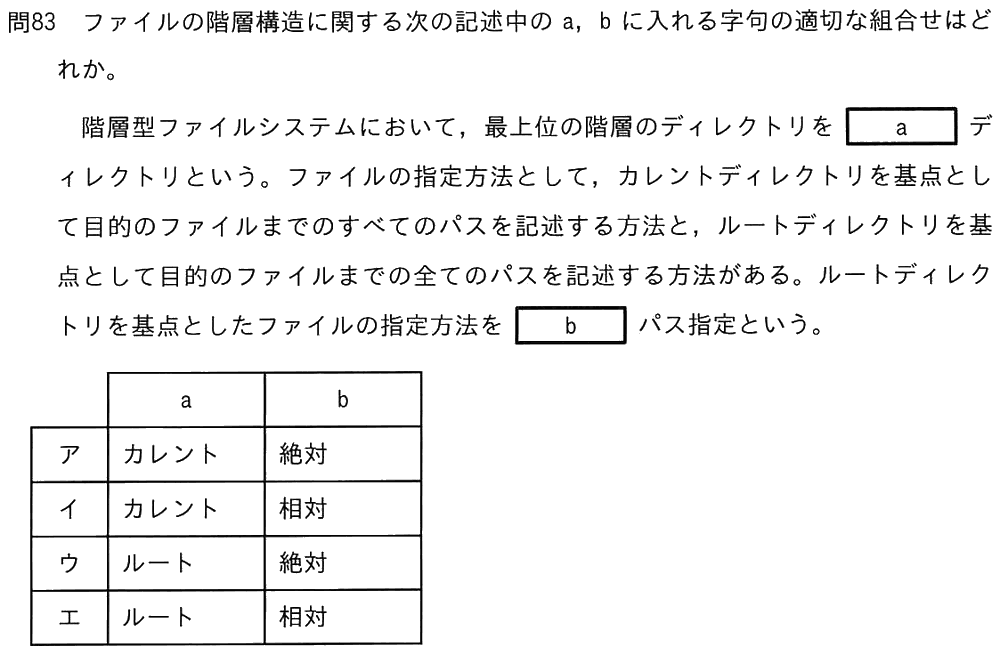 問83　ファイルの階層構造に関する次の記述中の a，b に入れる字句の適切な組合せはど
れか。
階層型ファイルシステムにおいて，最上位の階層のディレクトリを a デ
ィレクトリという。ファイルの指定方法として，カレントディレクトリを基点とし
て目的のファイルまでのすべてのパスを記述する方法と，ルートディレクトリを基
点として目的のファイルまでの全てのパスを記述する方法がある。ルートディレク
トリを基点としたファイルの指定方法を b パス指定という。
a b
ア カレント 絶対
イ カレント 相対
ウ ルート 絶対
エ ルート 相対